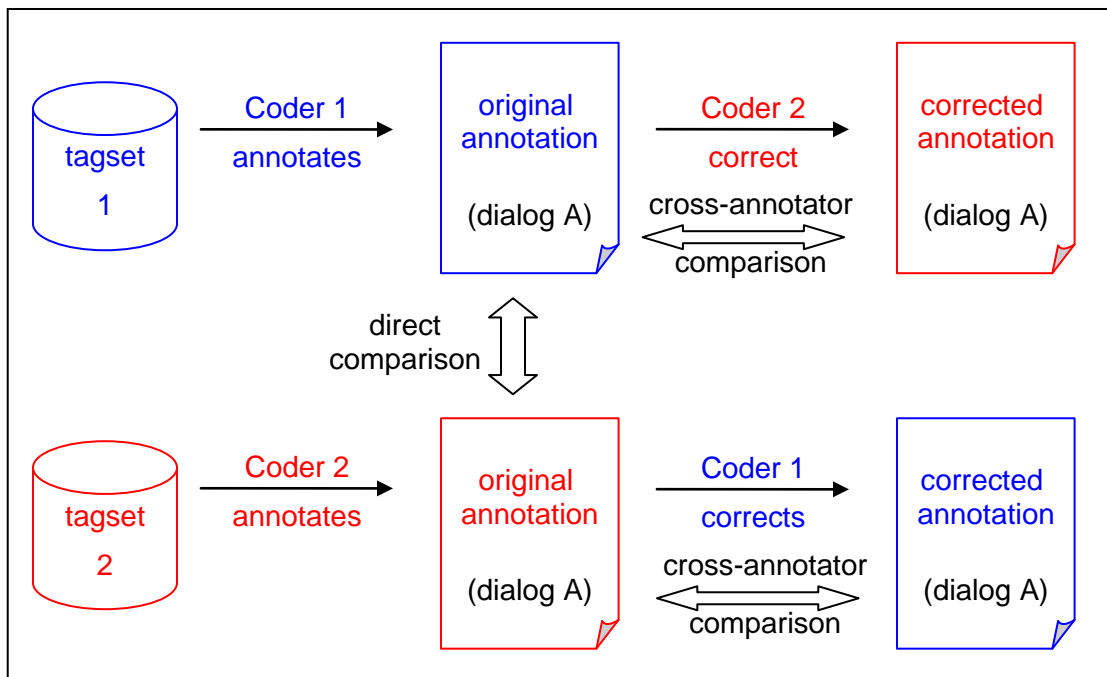 tagset
1
Coder 1
annotates
original
annotation
(dialog A)
Coder 2
correct
cross-annotator
comparison
corrected
annotation
(dialog A)
direct
comparison
tagset
2
Coder 2
annotates
original
annotation
(dialog A)
Coder 1
corrects
cross-annotator
comparison
corrected
annotation
(dialog A)